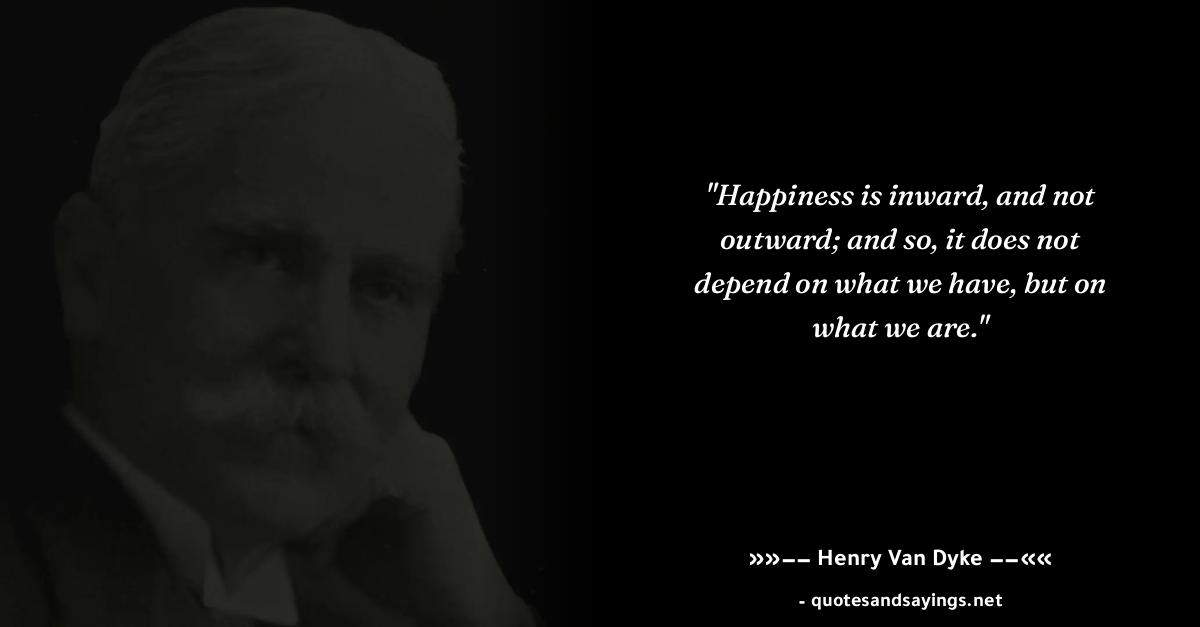 "Happiness is inward, and not
outward; and so, it does not
depend on what we have, but on
what we are."
»»−− Henry Van Dyke −−««
- quotesandsayings.net